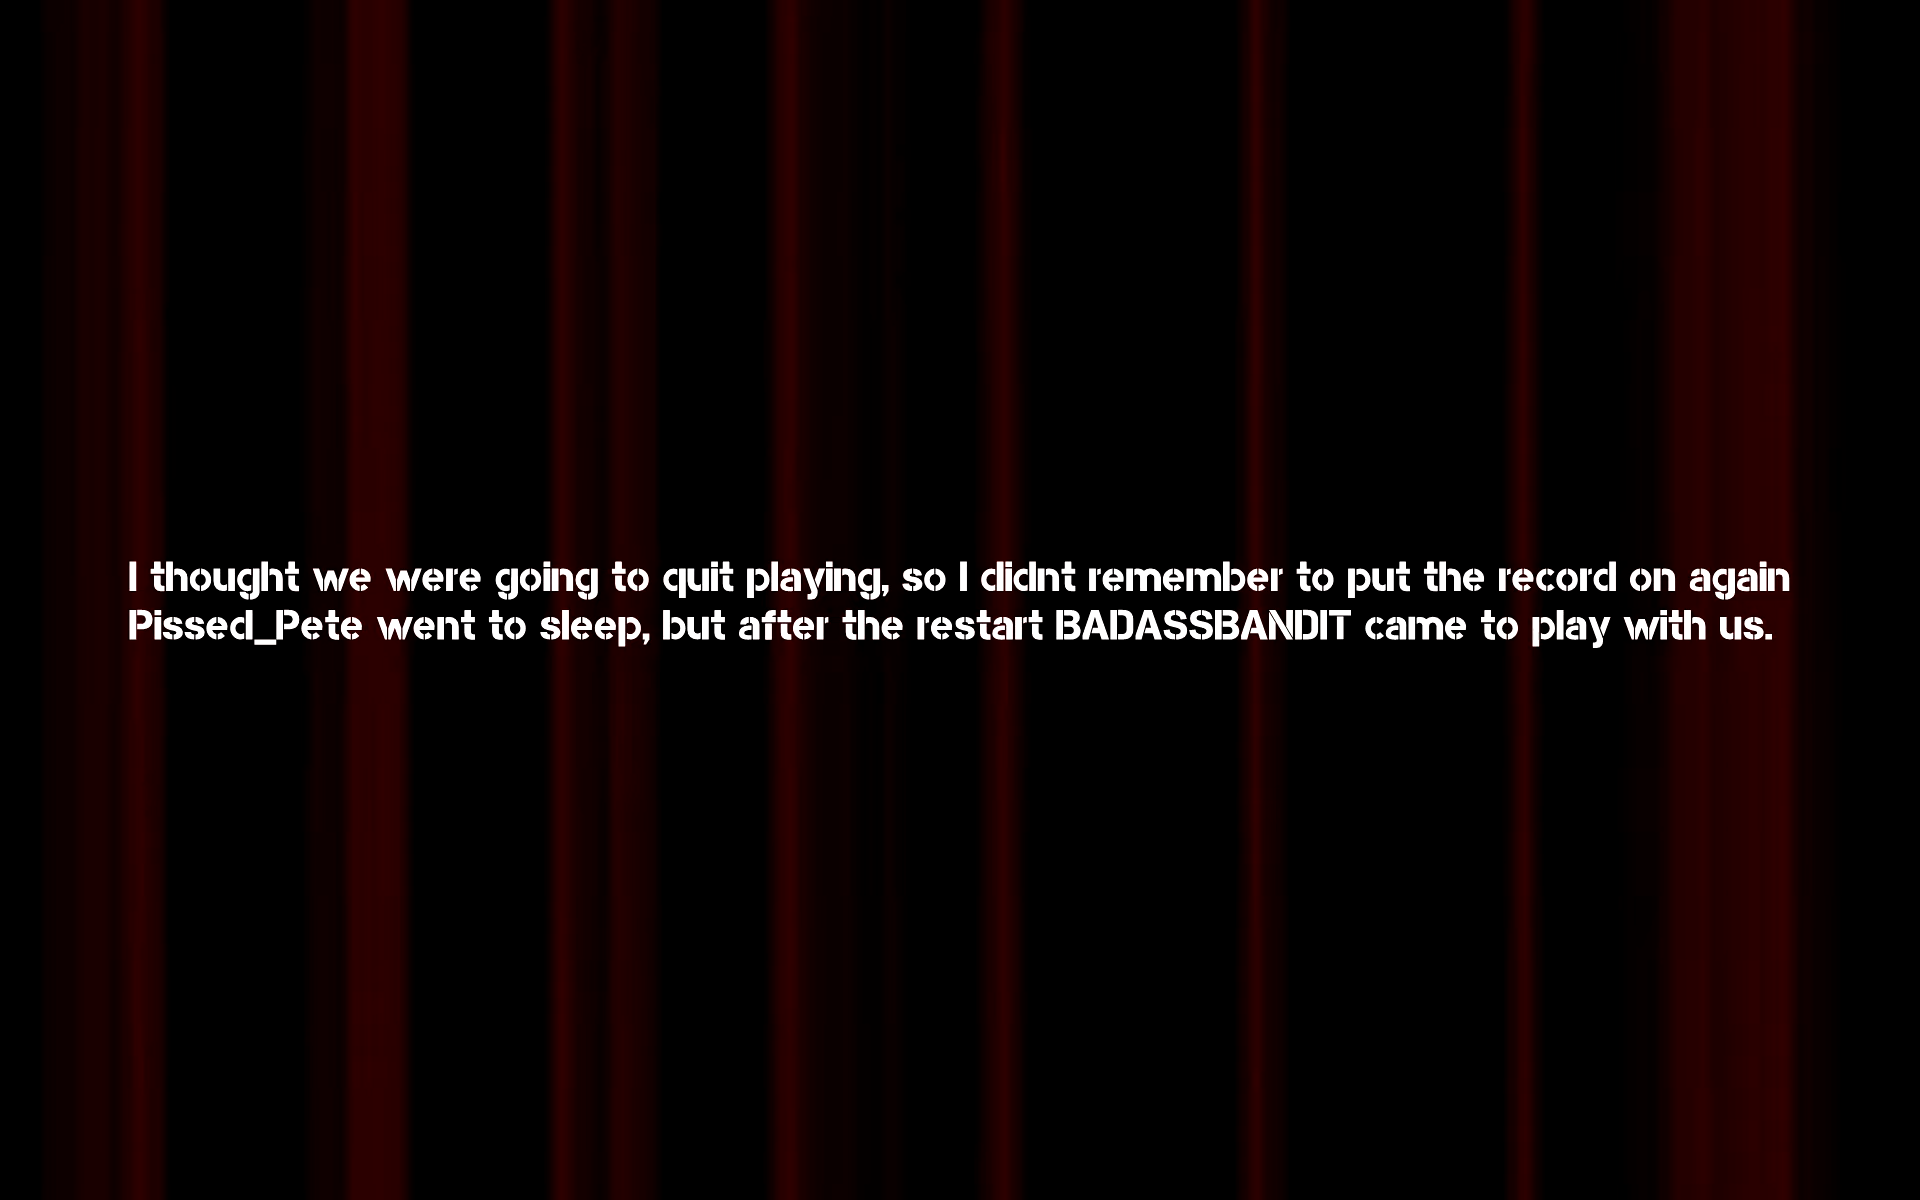 I thought we were going to quit playing, so I didnt remember to put the record on again
Pissed_Pete went to sleep, but after the restart BADASSBANDIT came to play with us.